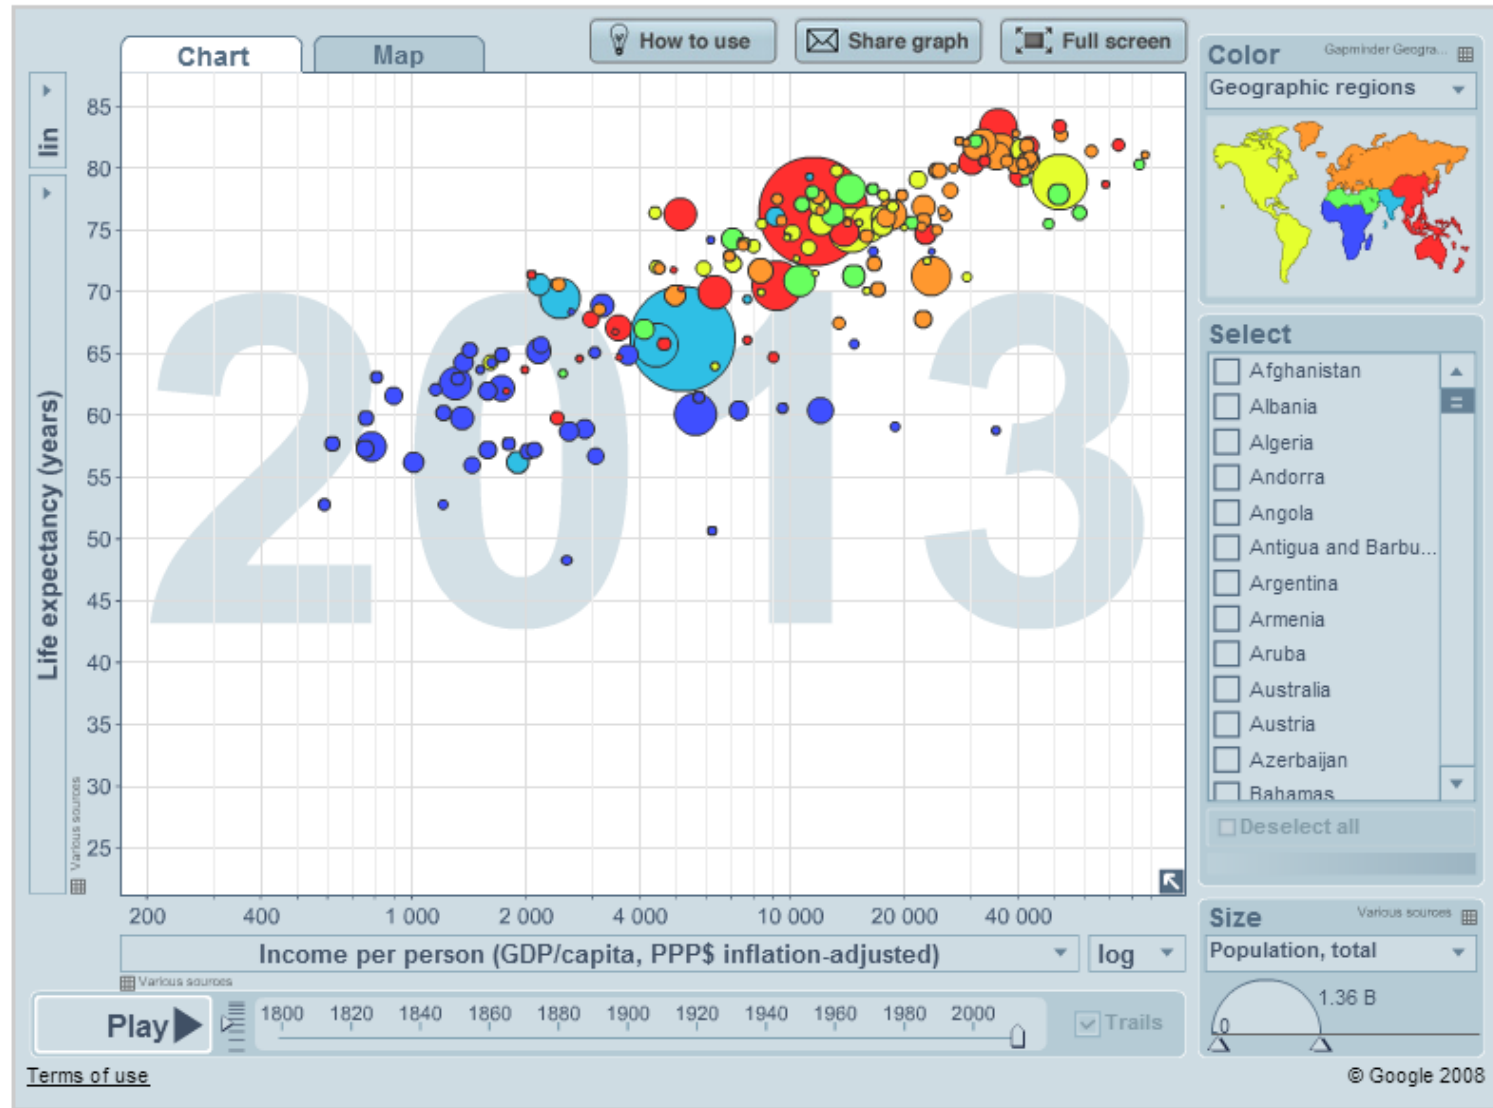 How to use
Share graph
Full screen
Chart
Map
Color
Gapminder Geogra...
Geographic regions
lin
Life expectancy (years)
Various sources
85
80
75
70
65
60
55
50
45
40
35
30
25
2013
Select
Afghanistan
Albania
Algeria
Andorra
Angola
Antigua and Barbu...
Argentina
Armenia
Aruba
Australia
Austria
Azerbaijan
Bahamas
Deselect all
200 400 1 000 2 000 4 000 10 000 20 000 40 000
Income per person (GDP/capita, PPP$ inflation-adjusted)
log
Various sources
Size
Various sources
Population, total
1.36 B
0
Play
1800 1820 1840 1860 1880 1900 1920 1940 1960 1980 2000
Trails
Terms of use
© Google 2008